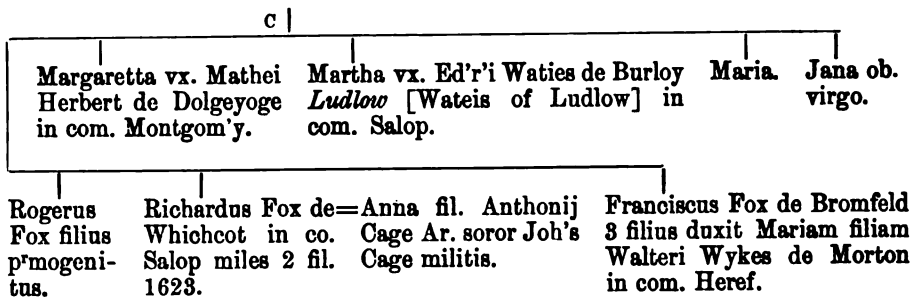 C
Margaretta vx. Mathei
Herbert de Dolgeyoge
in com. Montgom'y.
Martha vx. Ed'r'i Waties de Burloy
Ludlow [Wateis of Ludlow] in
com. Salop.
Maria.
Jana ob.
virgo.
Rogerus
Fox filius
pʳmogeni-
tus.
Richardus Fox de=
Whichcot in co.
Salop miles 2 fil.
1623.
Anna fil. Anthonij
Cage Ar. soror Joh's
Cage militis.
Franciscus Fox de Bromfeld
3 filius duxit Mariam filiam
Walteri Wykes de Morton
in com. Heref.